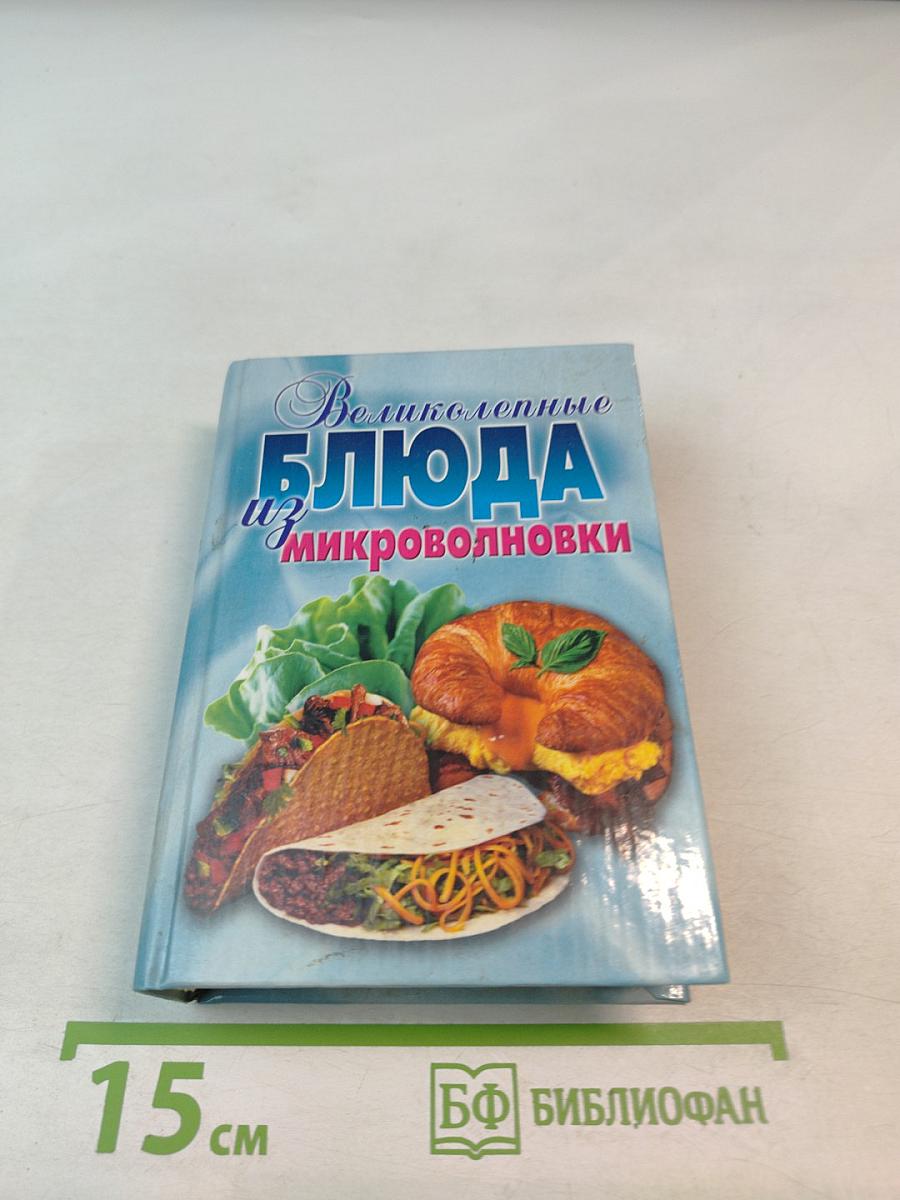 Великолепные
БЛЮДА
из
микроволновки
15 см
БФ БИБЛИОФАН